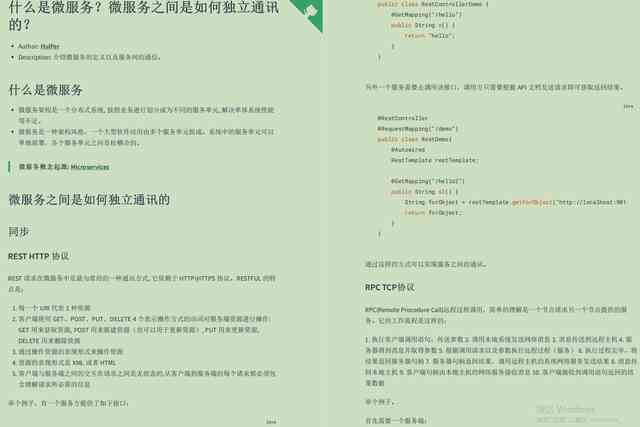 什么是微服务？微服务之间是如何独立通讯
的？
Author: HuiFer
Description: 介绍微服务的定义以及服务间的通信。
什么是微服务
微服务架构是一个分布式系统, 按照业务进行划分成为不同的服务单元, 解决单体系统性能
等不足。
微服务是一种架构风格，一个大型软件应用由多个服务单元组成。系统中的服务单元可以
单独部署，各个服务单元之间是松耦合的。
微服务概念起源: Microservices
微服务之间是如何独立通讯的
同步
REST HTTP 协议
REST 请求在微服务中是最为常用的一种通讯方式, 它依赖于 HTTP\HTTPS 协议。RESTFUL 的特
点是：
1. 每一个 URI 代表 1 种资源
2. 客户端使用 GET、POST、PUT、DELETE 4 个表示操作方式的动词对服务端资源进行操作:
GET 用来获取资源, POST 用来新建资源（也可以用于更新资源）, PUT 用来更新资源,
DELETE 用来删除资源
3. 通过操作资源的表现形式来操作资源
4. 资源的表现形式是 XML 或者 HTML
5. 客户端与服务端之间的交互在请求之间是无状态的,从客户端到服务端的每个请求都必须包
含理解请求所必需的信息
举个例子，有一个服务方提供了如下接口:
Java
public class RestControllerDemo {
@GetMapping("/hello")
public String s() {
return "hello";
}
}
另外一个服务需要去调用该接口，调用方只需要根据 API 文档发送请求即可获取返回结果。
Java
@RestController
@RequestMapping("/demo")
public class RestDemo{
@Autowired
RestTemplate restTemplate;
@GetMapping("/hello2")
public String s2() {
String forObject = restTemplate.getForObject("http://localhost:901
return forObject;
}
}
通过这样的方式可以实现服务之间的通讯。
RPC TCP协议
RPC(Remote Procedure Call)远程过程调用，简单的理解是一个节点请求另一个节点提供的服
务。它的工作流程是这样的:
1. 执行客户端调用语句，传送参数 2. 调用本地系统发送网络消息 3. 消息传送到远程主机 4. 服
务器得到消息并取得参数 5. 根据调用请求以及参数执行远程过程（服务） 6. 执行过程完毕，将
结果返回服务器句柄 7. 服务器句柄返回结果，调用远程主机的系统网络服务发送结果 8. 消息传
回本地主机 9. 客户端句柄由本地主机的网络服务接收消息 10. 客户端接收到调用语句返回的结
果数据
举个例子。
首先需要一个服务端:
激活 Windows